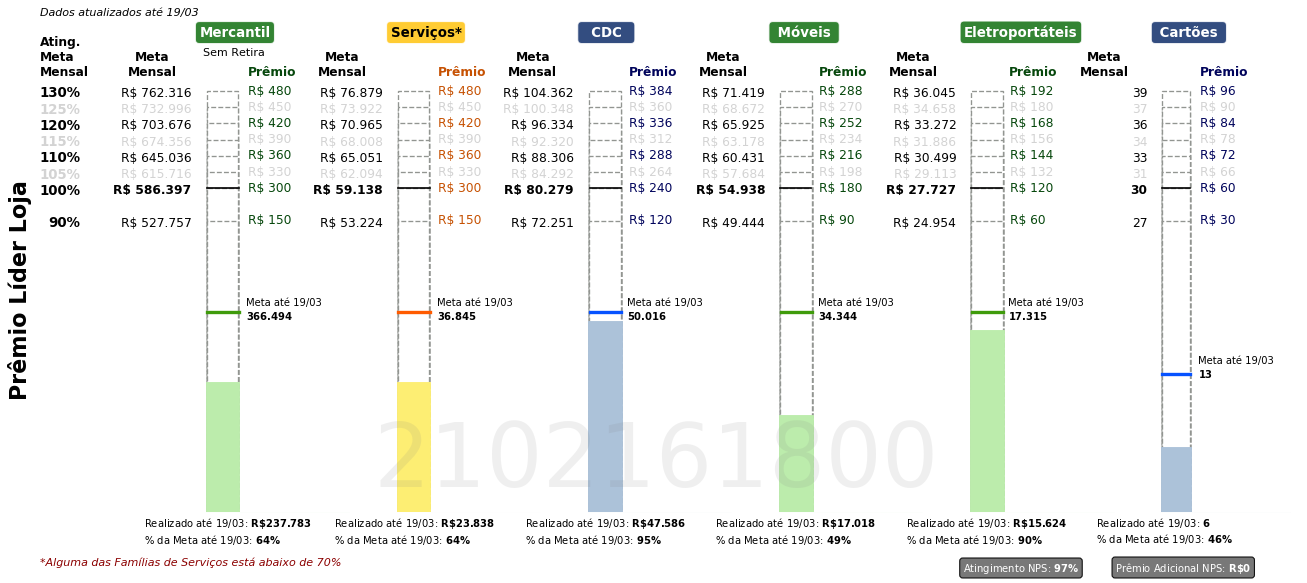 Dados atualizados até 19/03
Mercantil Serviços* CDC Móveis Eletroportáteis Cartões
Sem Retira
Ating. Meta Mensal Meta Mensal Prêmio Meta Mensal Prêmio Meta Mensal Prêmio Meta Mensal Prêmio Meta Mensal Prêmio Meta Mensal Prêmio
130% R$ 762.316 R$ 480 R$ 76.879 R$ 480 R$ 104.362 R$ 384 R$ 71.419 R$ 288 R$ 36.045 R$ 192 39 R$ 96
125% R$ 732.996 R$ 450 R$ 73.922 R$ 450 R$ 100.348 R$ 360 R$ 68.672 R$ 270 R$ 34.658 R$ 180 37 R$ 90
120% R$ 703.676 R$ 420 R$ 70.965 R$ 420 R$ 96.334 R$ 336 R$ 65.925 R$ 252 R$ 33.272 R$ 168 36 R$ 84
115% R$ 674.356 R$ 390 R$ 68.008 R$ 390 R$ 92.320 R$ 312 R$ 63.178 R$ 234 R$ 31.886 R$ 156 34 R$ 78
110% R$ 645.036 R$ 360 R$ 65.051 R$ 360 R$ 88.306 R$ 288 R$ 60.431 R$ 216 R$ 30.499 R$ 144 33 R$ 72
105% R$ 615.716 R$ 330 R$ 62.094 R$ 330 R$ 84.292 R$ 264 R$ 57.684 R$ 198 R$ 29.113 R$ 132 31 R$ 66
100% R$ 586.397 R$ 300 R$ 59.138 R$ 300 R$ 80.279 R$ 240 R$ 54.938 R$ 180 R$ 27.727 R$ 120 30 R$ 60
90% R$ 527.757 R$ 150 R$ 53.224 R$ 150 R$ 72.251 R$ 120 R$ 49.444 R$ 90 R$ 24.954 R$ 60 27 R$ 30
Prêmio Líder Loja
Meta até 19/03 Meta até 19/03 Meta até 19/03 Meta até 19/03 Meta até 19/03
366.494 36.845 50.016 34.344 17.315
Meta até 19/03
13
2102161800
Realizado até 19/03: R$237.783 Realizado até 19/03: R$23.838 Realizado até 19/03: R$47.586 Realizado até 19/03: R$17.018 Realizado até 19/03: R$15.624 Realizado até 19/03: 6
% da Meta até 19/03: 64% % da Meta até 19/03: 64% % da Meta até 19/03: 95% % da Meta até 19/03: 49% % da Meta até 19/03: 90% % da Meta até 19/03: 46%
*Alguma das Famílias de Serviços está abaixo de 70% Atingimento NPS: 97% Prêmio Adicional NPS: R$0